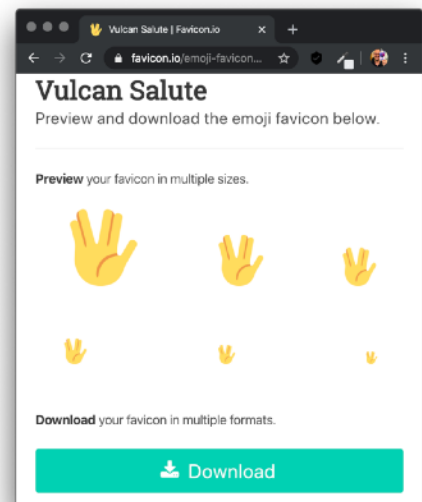 Vulcan Salute | Favicon.io
favicon.io/emoji-favicon...
Vulcan Salute
Preview and download the emoji favicon below.
Preview your favicon in multiple sizes.
Download your favicon in multiple formats.
Download